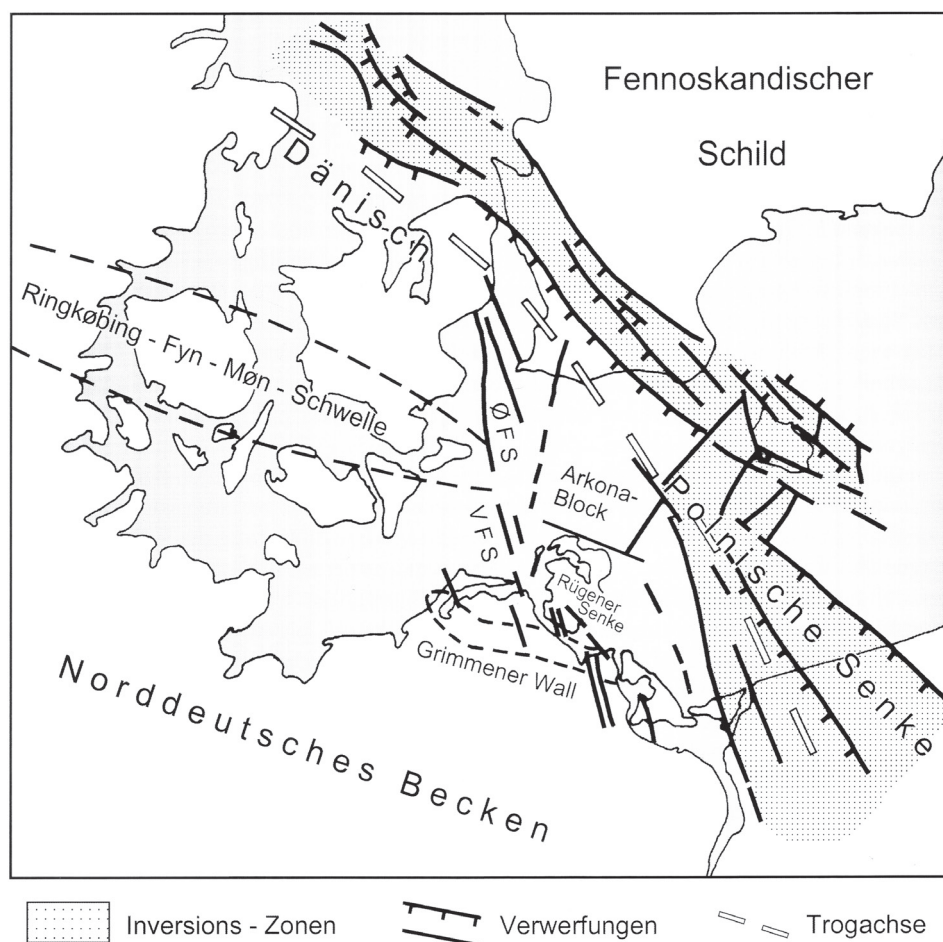 Fennoskandischer
Schild
Dänisch-
Ringkøbing - Fyn - Møn - Schwelle
ØFS
VFS
Arkona-
Block
Polnische Senke
Rügener
Senke
Grimmener Wall
Norddeutsches Becken
Inversions - Zonen
Verwerfungen
Trogachse